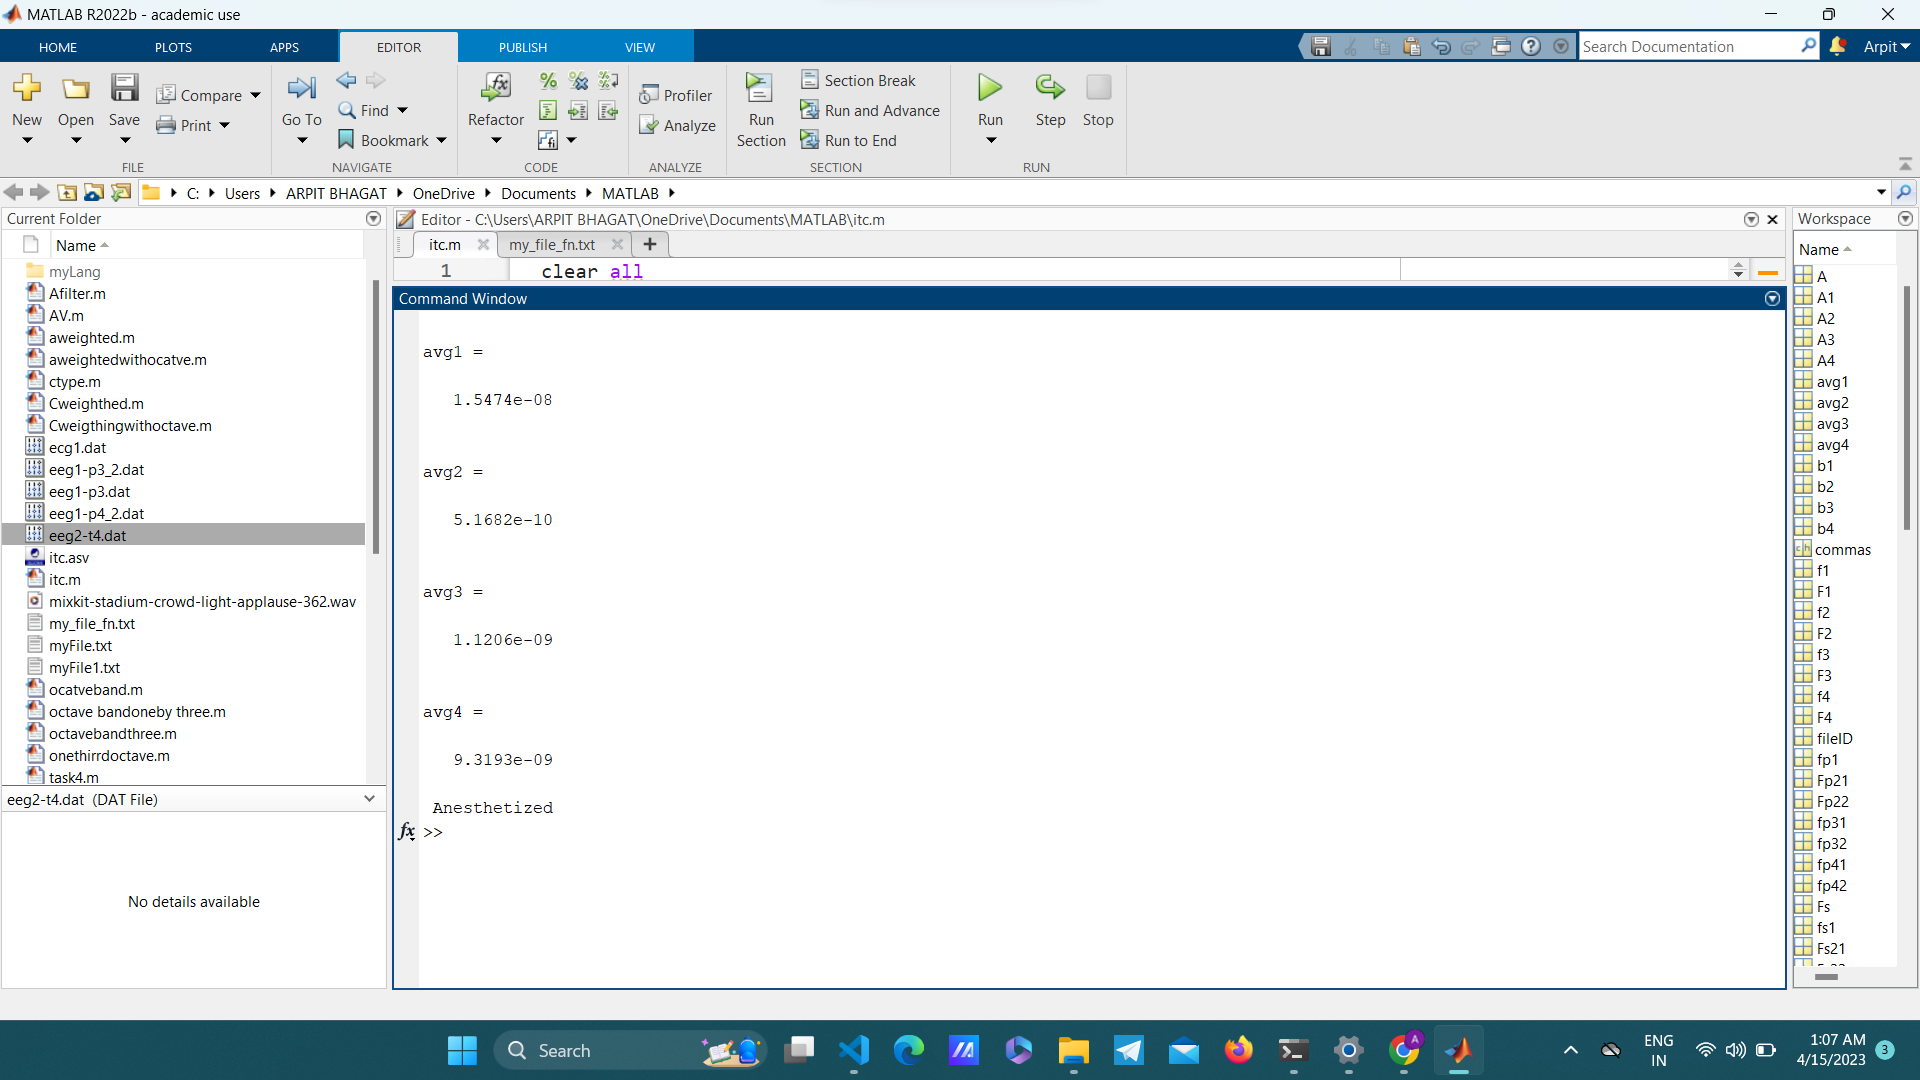 MATLAB R2022b - academic use
HOME PLOTS APPS EDITOR PUBLISH VIEW
Search Documentation
Arpit
New
Open
Save
Compare
Print
FILE
Go To
Find
Bookmark
NAVIGATE
Refactor
CODE
Profiler
Analyze
ANALYZE
Run Section
Section Break
Run and Advance
Run to End
SECTION
Run
Step
Stop
RUN
C: Users ARPIT BHAGAT OneDrive Documents MATLAB
Current Folder
Name
myLang
Afilter.m
AV.m
aweighted.m
aweightedwithocatve.m
ctype.m
Cweighthed.m
Cweigthingwithoctave.m
ecg1.dat
eeg1-p3_2.dat
eeg1-p3.dat
eeg1-p4_2.dat
eeg2-t4.dat
itc.asv
itc.m
mixkit-stadium-crowd-light-applause-362.wav
my_file_fn.txt
myFile.txt
myFile1.txt
ocatveband.m
octave bandoneby three.m
octavebandthree.m
onethirrdoctave.m
task4.m
eeg2-t4.dat (DAT File)
No details available
Editor - C:\Users\ARPIT BHAGAT\OneDrive\Documents\MATLAB\itc.m
itc.m my_file_fn.txt
1 clear all
Command Window
avg1 =
1.5474e-08
avg2 =
5.1682e-10
avg3 =
1.1206e-09
avg4 =
9.3193e-09
Anesthetized
fx >>
Workspace
Name
A
A1
A2
A3
A4
avg1
avg2
avg3
avg4
b1
b2
b3
b4
commas
f1
F1
f2
F2
f3
F3
f4
F4
fileID
fp1
Fp21
Fp22
fp31
fp32
fp41
fp42
Fs
fs1
Fs21
Search
ENG
IN
1:07 AM
4/15/2023
3